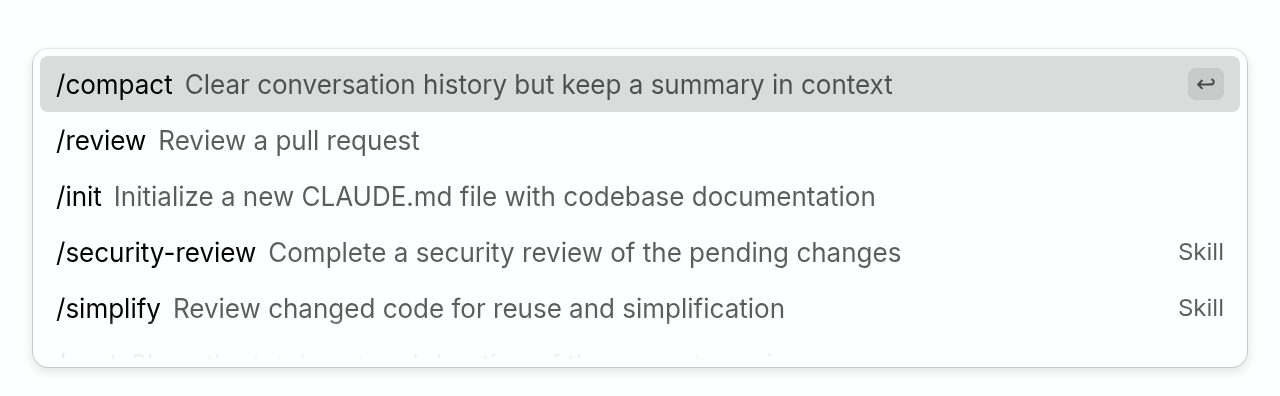 /compact Clear conversation history but keep a summary in context ↩
/review Review a pull request
/init Initialize a new CLAUDE.md file with codebase documentation
/security-review Complete a security review of the pending changes Skill
/simplify Review changed code for reuse and simplification Skill